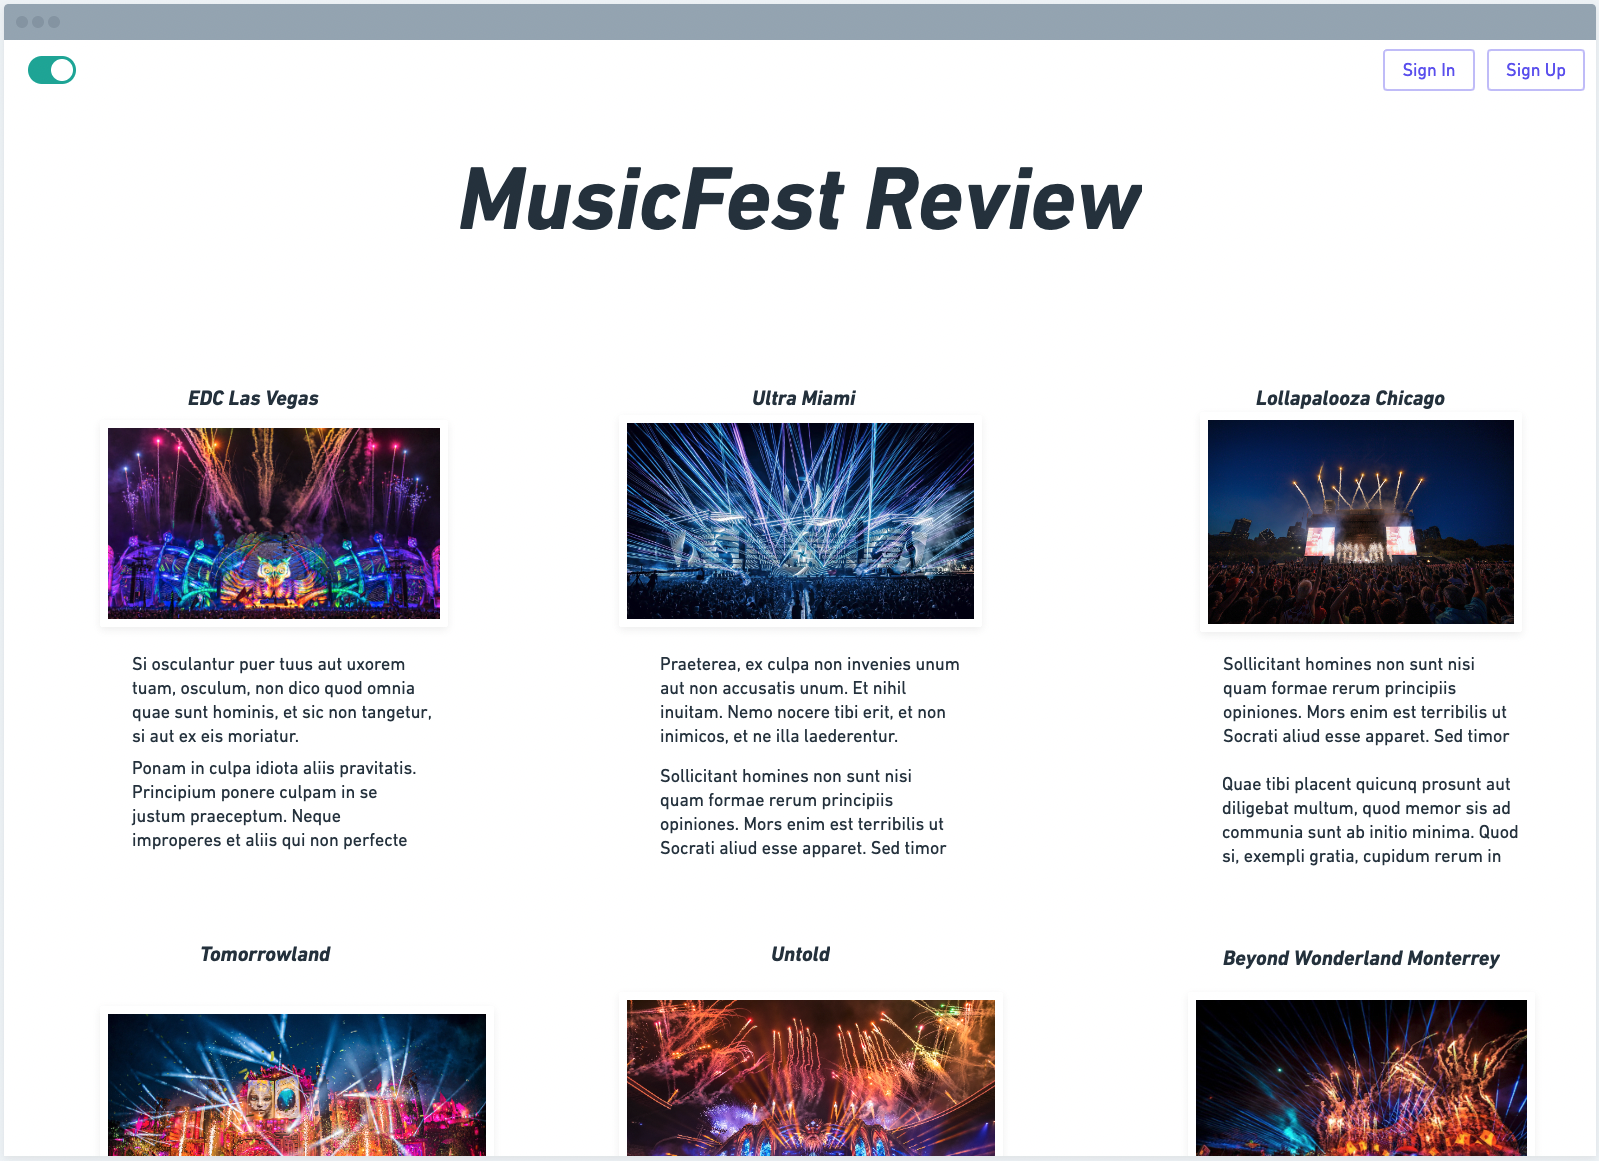 Sign In
Sign Up
MusicFest Review
EDC Las Vegas
Ultra Miami
Lollapalooza Chicago
Si osculantur puer tuus aut uxorem
tuam, osculum, non dico quod omnia
quae sunt hominis, et sic non tangetur,
si aut ex eis moriatur.
Ponam in culpa idiota aliis pravitatis.
Principium ponere culpam in se
justum praeceptum. Neque
improperes et aliis qui non perfecte
Praeterea, ex culpa non invenies unum
aut non accusatis unum. Et nihil
inuitam. Nemo nocere tibi erit, et non
inimicos, et ne illa laederentur.
Sollicitant homines non sunt nisi
quam formae rerum principiis
opiniones. Mors enim est terribilis ut
Socrati aliud esse apparet. Sed timor
Sollicitant homines non sunt nisi
quam formae rerum principiis
opiniones. Mors enim est terribilis ut
Socrati aliud esse apparet. Sed timor
Quae tibi placent quicunq prosunt aut
diligebat multum, quod memor sis ad
communia sunt ab initio minima. Quod
si, exempli gratia, cupidum rerum in
Tomorrowland
Untold
Beyond Wonderland Monterrey